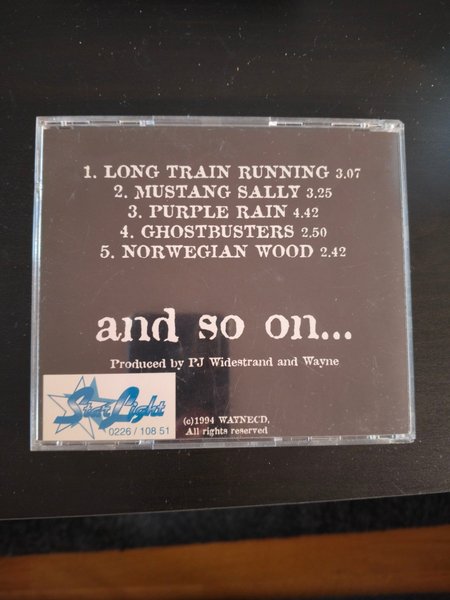 1. LONG TRAIN RUNNING 3.07
2. MUSTANG SALLY 3.25
3. PURPLE RAIN 4.42
4. GHOSTBUSTERS 2.50
5. NORWEGIAN WOOD 2.42
and so on...
Produced by PJ Widestrand and Wayne
Star Light
0226 / 108 51
(c)1994 WAYNECD,
All rights reserved